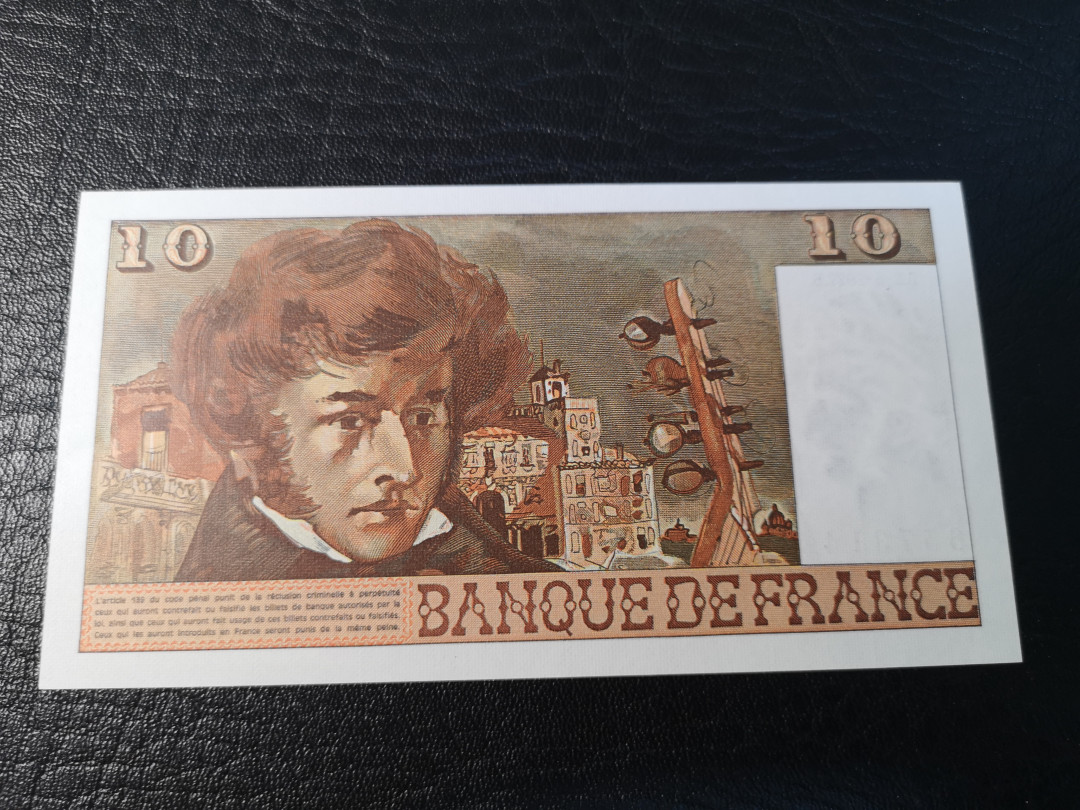 10
10
L'article 139 du code pénal punit de la réclusion criminelle à perpétuité
ceux qui auront contrefait ou falsifié les billets de banque autorisés par la
loi, ainsi que ceux qui auront fait usage de ces billets contrefaits ou falsifiés.
Ceux qui les auront introduits en France seront punis de la même peine.
BANQUE DE FRANCE